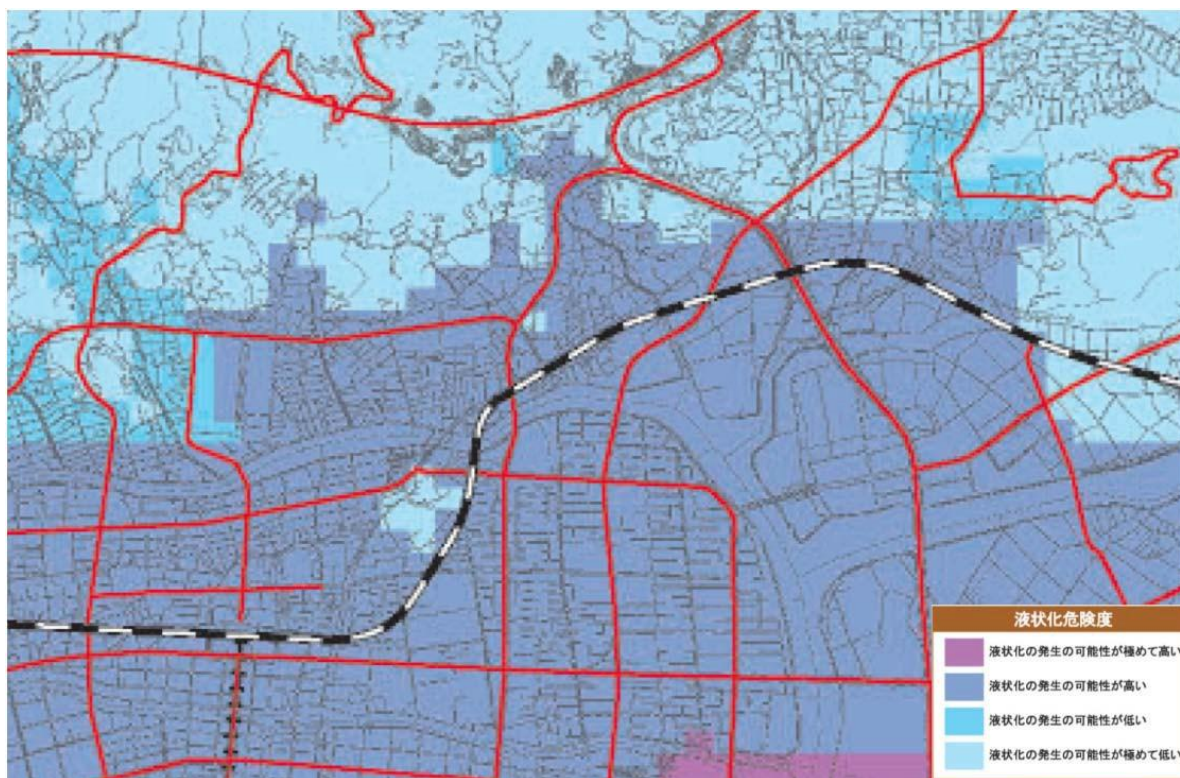 液状化危険度
液状化の発生の可能性が極めて高い
液状化の発生の可能性が高い
液状化の発生の可能性が低い
液状化の発生の可能性が極めて低い